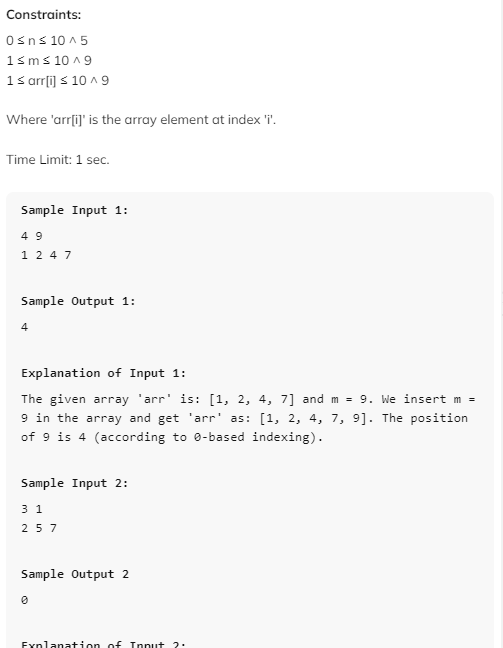 Constraints:
0 ≤ n ≤ 10 ^ 5
1 ≤ m ≤ 10 ^ 9
1 ≤ arr[i] ≤ 10 ^ 9
Where 'arr[i]' is the array element at index 'i'.
Time Limit: 1 sec.
Sample Input 1:
4 9
1 2 4 7
Sample Output 1:
4
Explanation of Input 1:
The given array 'arr' is: [1, 2, 4, 7] and m = 9. We insert m =
9 in the array and get 'arr' as: [1, 2, 4, 7, 9]. The position
of 9 is 4 (according to 0-based indexing).
Sample Input 2:
3 1
2 5 7
Sample Output 2
0
Explanation of Input 2: